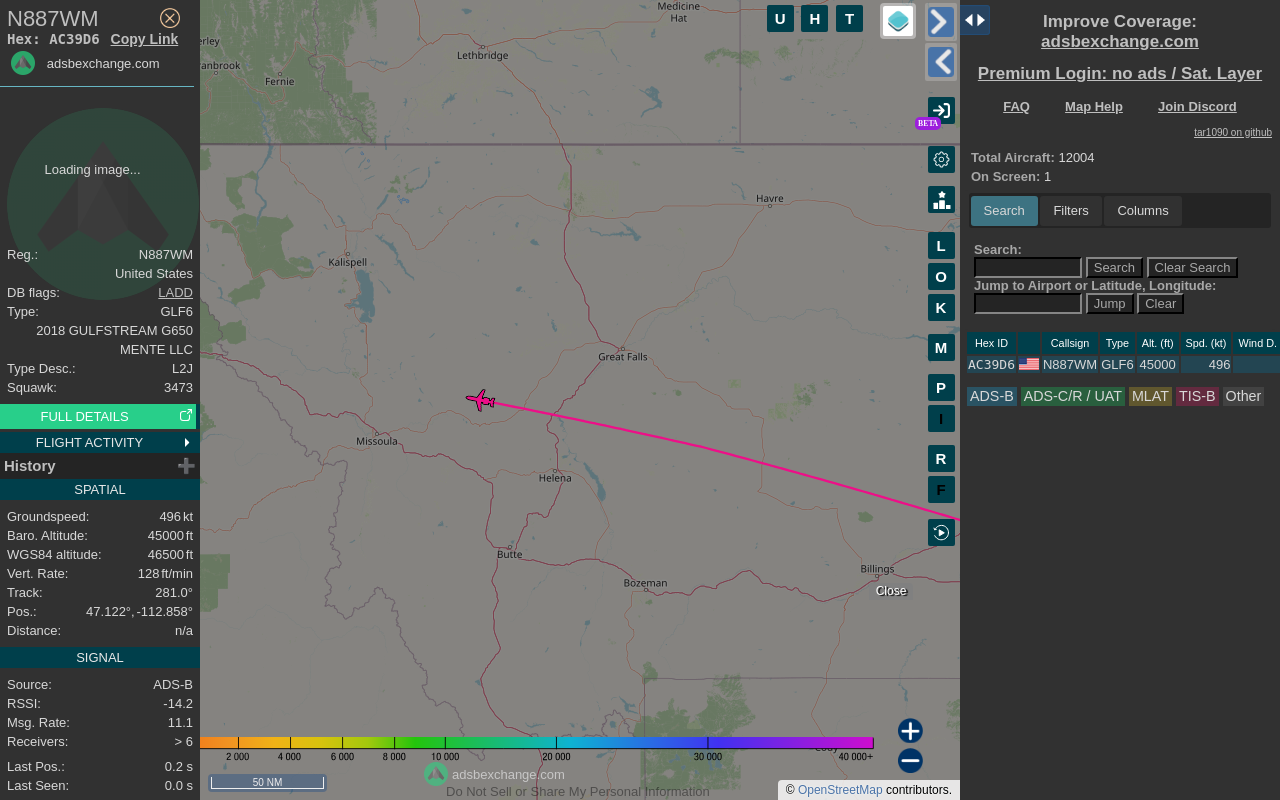 N887WM
Hex: AC39D6 Copy Link
adsbexchange.com
Loading image...
Reg.: N887WM
United States
DB flags: LADD
Type: GLF6
2018 GULFSTREAM G650
MENTE LLC
Type Desc.: L2J
Squawk: 3473
FULL DETAILS
FLIGHT ACTIVITY
History
SPATIAL
Groundspeed: 496 kt
Baro. Altitude: 45000 ft
WGS84 altitude: 46500 ft
Vert. Rate: 128 ft/min
Track: 281.0°
Pos.: 47.122°, -112.858°
Distance: n/a
SIGNAL
Source: ADS-B
RSSI: -14.2
Msg. Rate: 11.1
Receivers: > 6
Last Pos.: 0.2 s
Last Seen: 0.0 s
Medicine
Hat
Lethbridge
erley
anbrook
Fernie
Havre
Kalispell
Great Falls
Missoula
Helena
Butte
Bozeman
Billings
Close
U H T
BETA
L
O
K
M
P
I
R
F
2 000 4 000 6 000 8 000 10 000 20 000 30 000 40 000+
50 NM
adsbexchange.com
Do Not Sell or Share My Personal Information
© OpenStreetMap contributors.
Improve Coverage:
adsbexchange.com
Premium Login: no ads / Sat. Layer
FAQ Map Help Join Discord
tar1090 on github
Total Aircraft: 12004
On Screen: 1
Search Filters Columns
Search:
Search Clear Search
Jump to Airport or Latitude, Longitude:
Jump Clear
Hex ID Callsign Type Alt. (ft) Spd. (kt) Wind D.
AC39D6 N887WM GLF6 45000 496
ADS-B ADS-C/R / UAT MLAT TIS-B Other